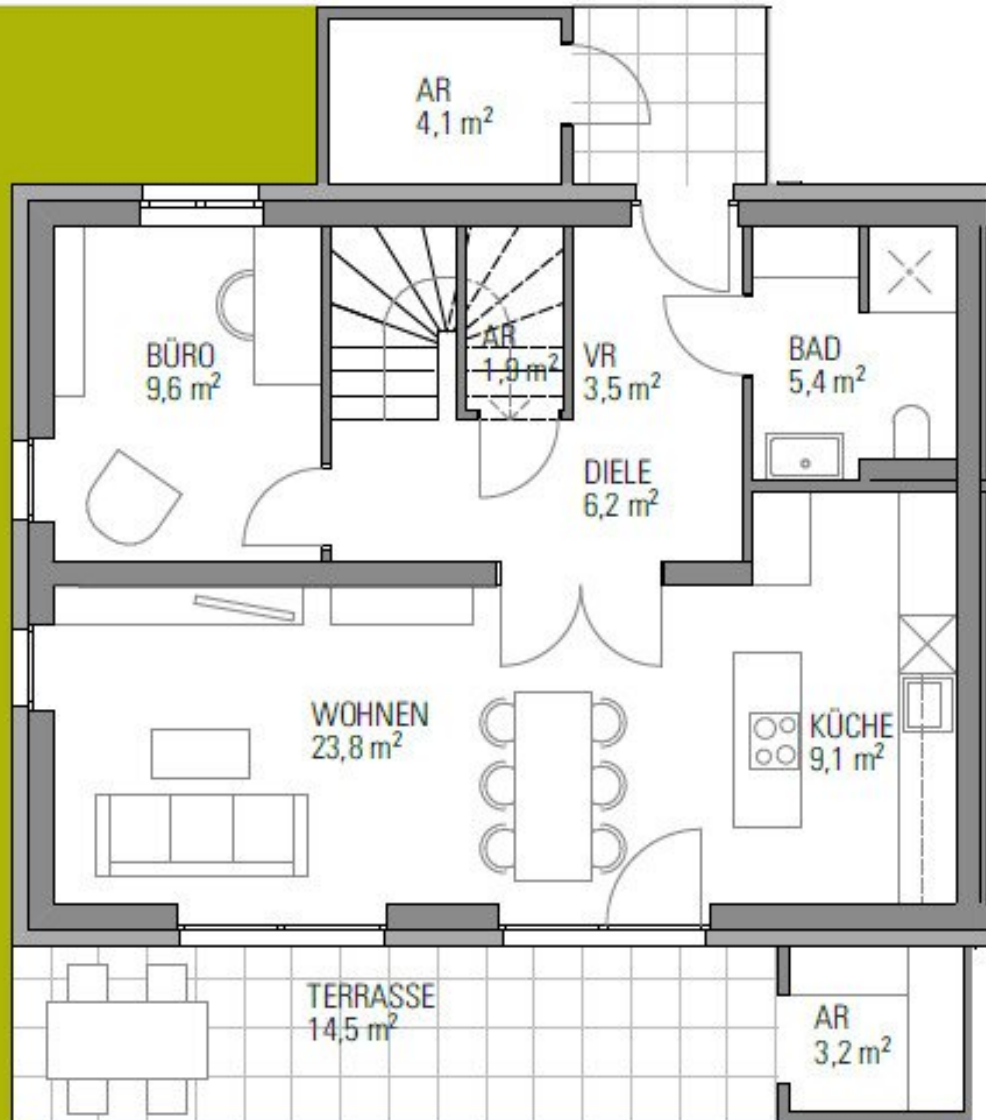 AR
4,1 m²
BÜRO
9,6 m²
AR
1,9 m²
VR
3,5 m²
BAD
5,4 m²
DIELE
6,2 m²
WOHNEN
23,8 m²
KÜCHE
9,1 m²
TERRASSE
14,5 m²
AR
3,2 m²